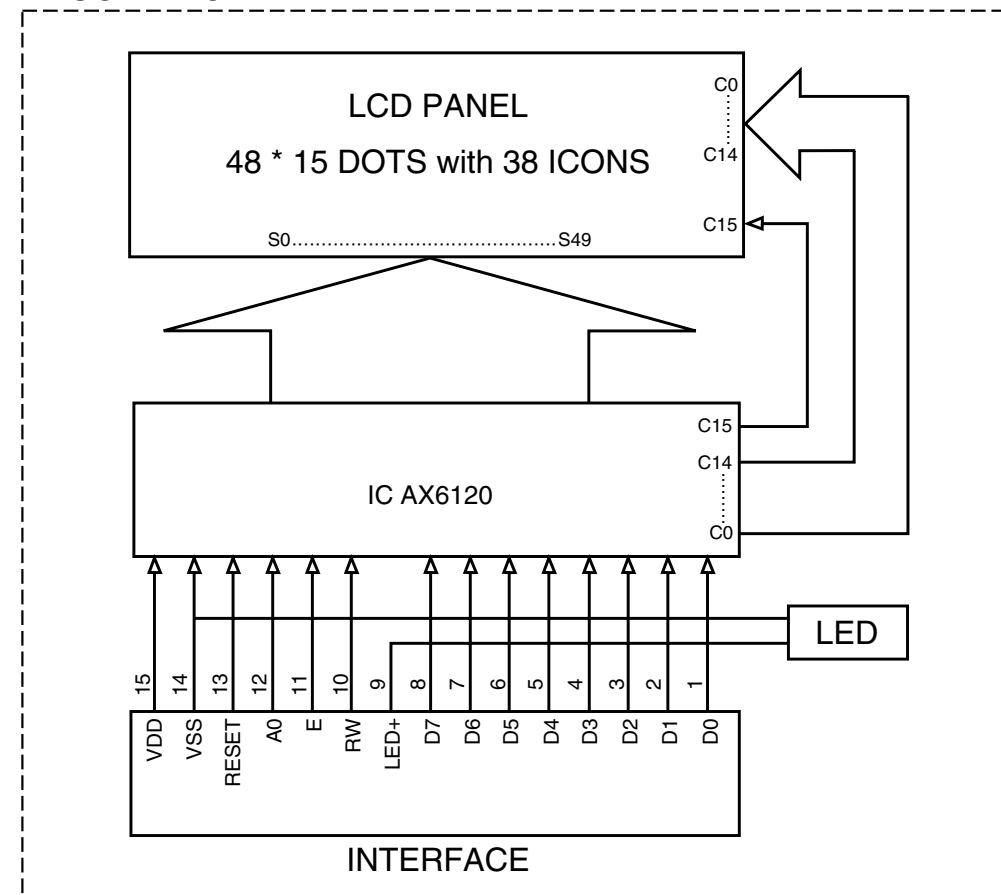 LCD PANEL
48 * 15 DOTS with 38 ICONS
C0
C14
C15
S0............................................S49
C15
C14
C0
IC AX6120
LED
15 14 13 12 11 10 9 8 7 6 5 4 3 2 1
VDD VSS RESET A0 E RW LED+ D7 D6 D5 D4 D3 D2 D1 D0
INTERFACE